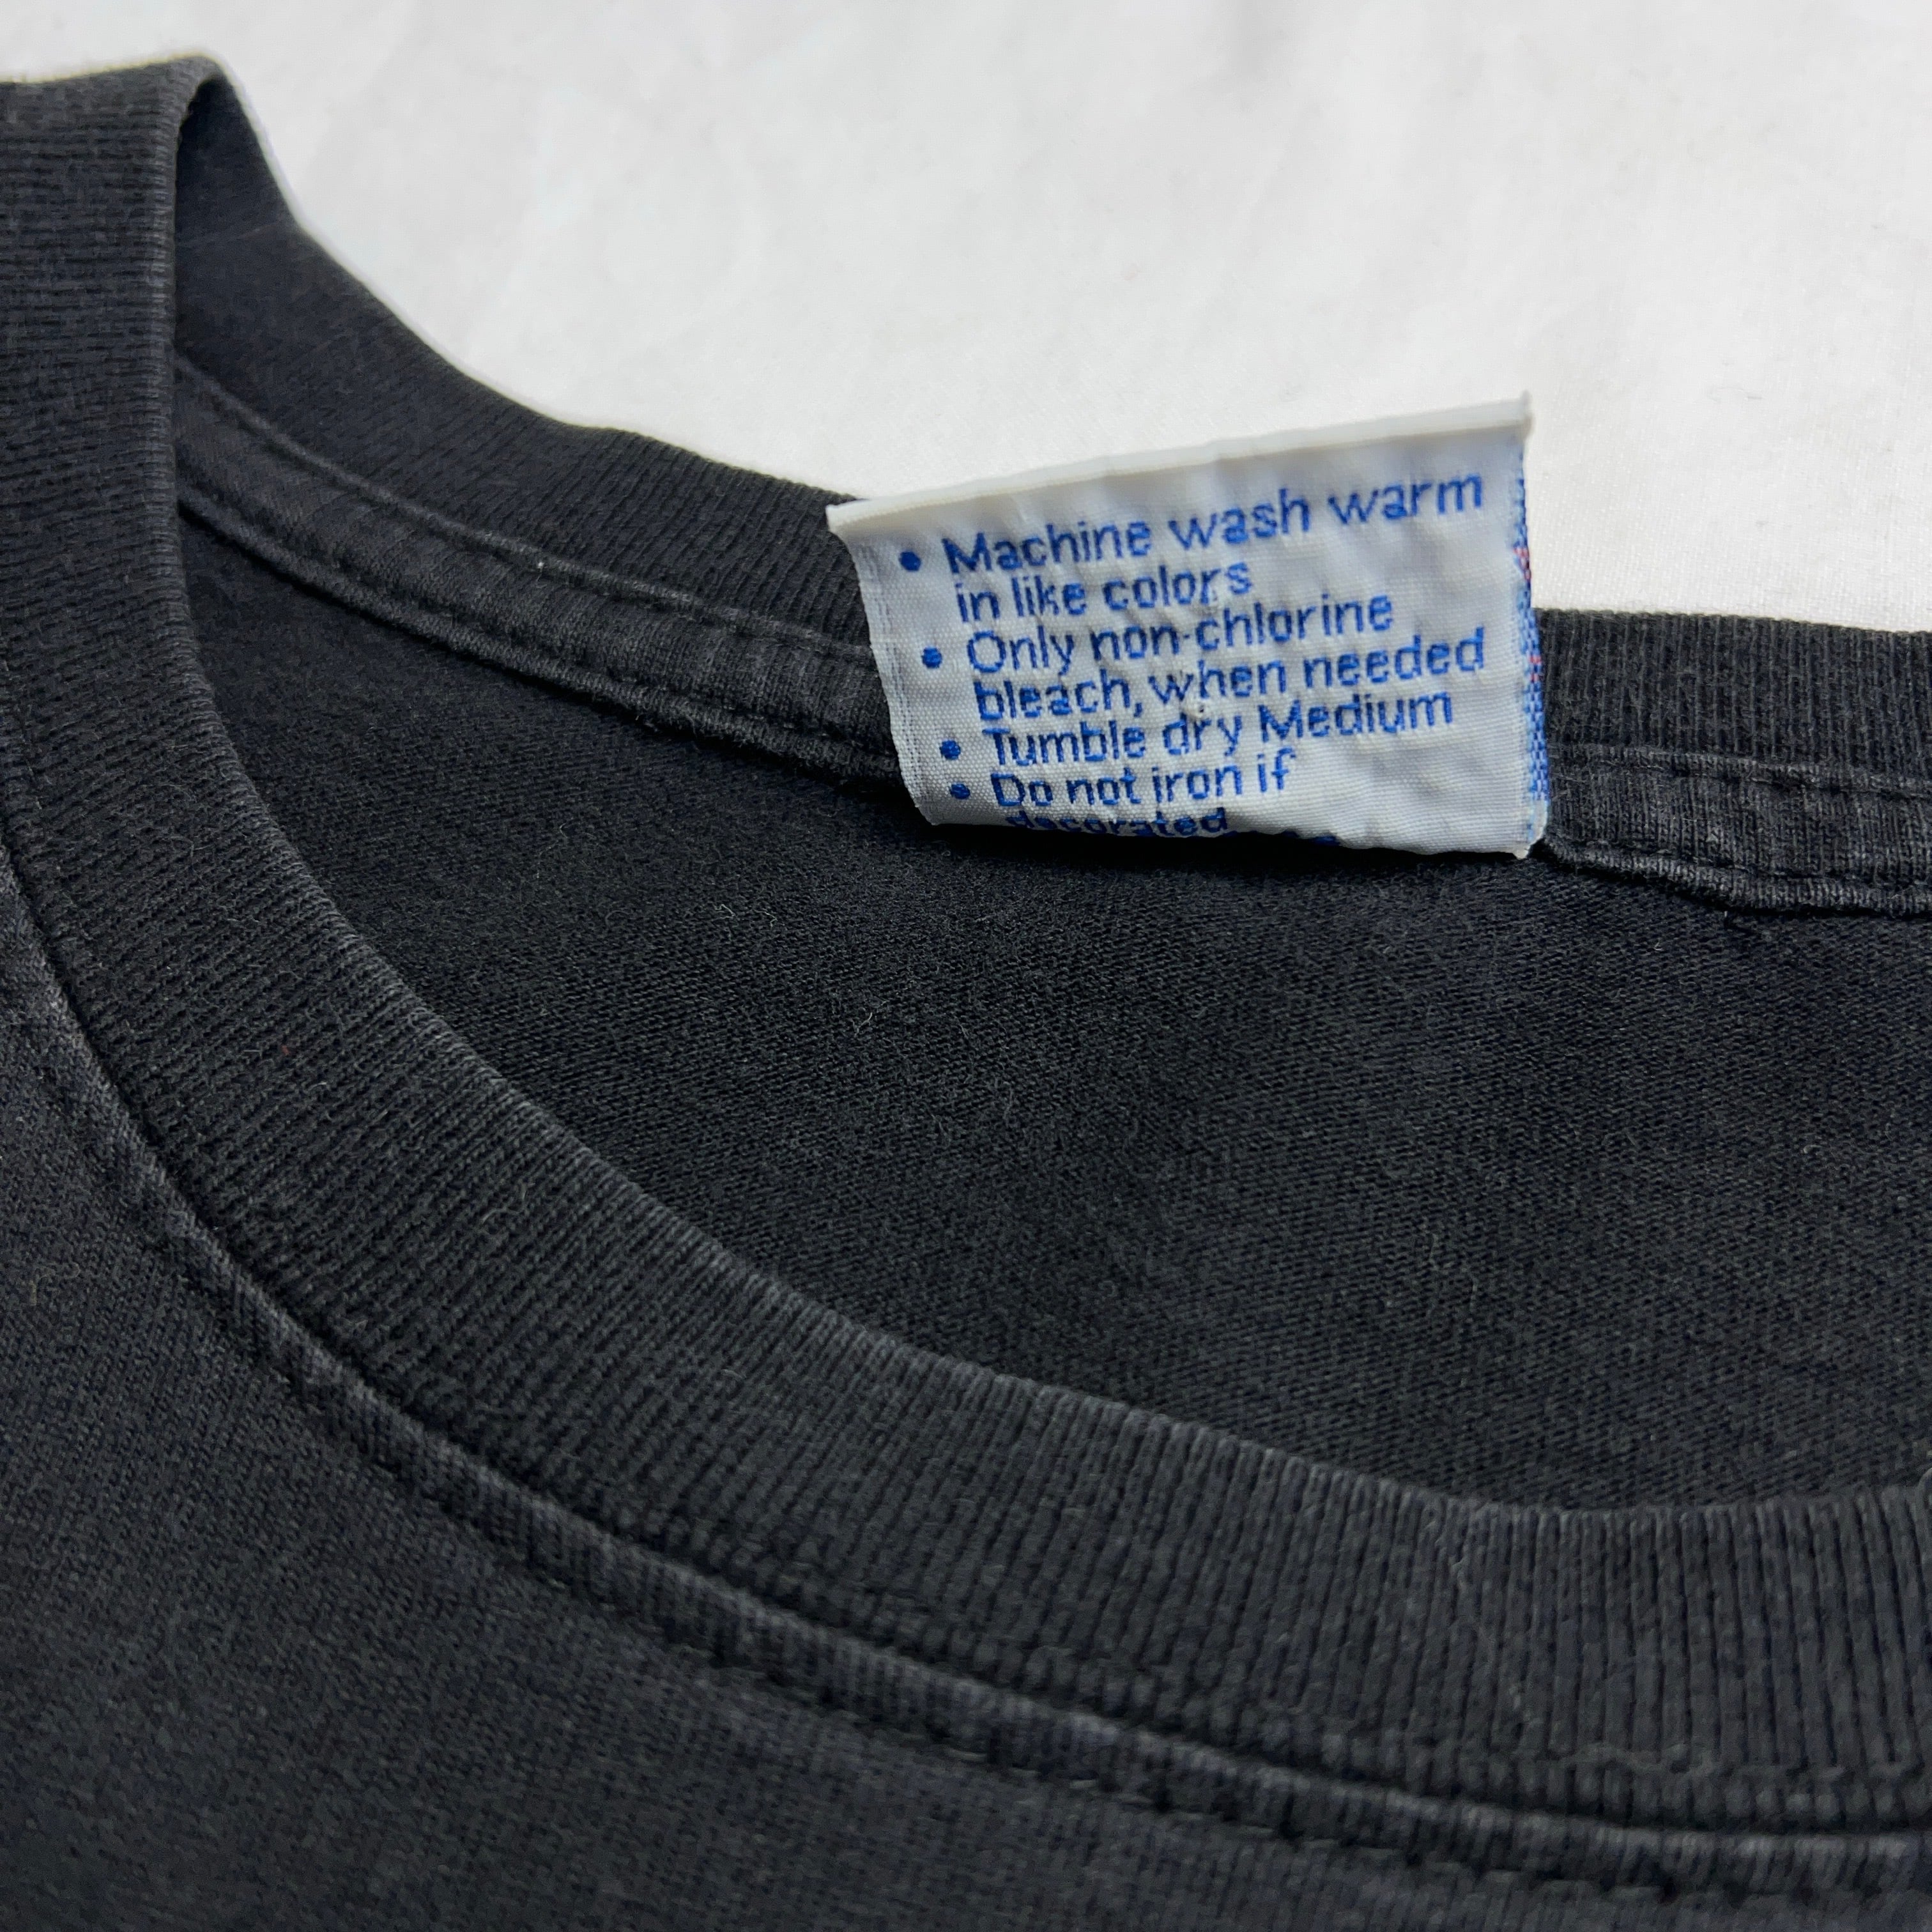 • Machine wash warm
in like colors
• Only non-chlorine
bleach, when needed
• Tumble dry Medium
• Do not iron if
decorated